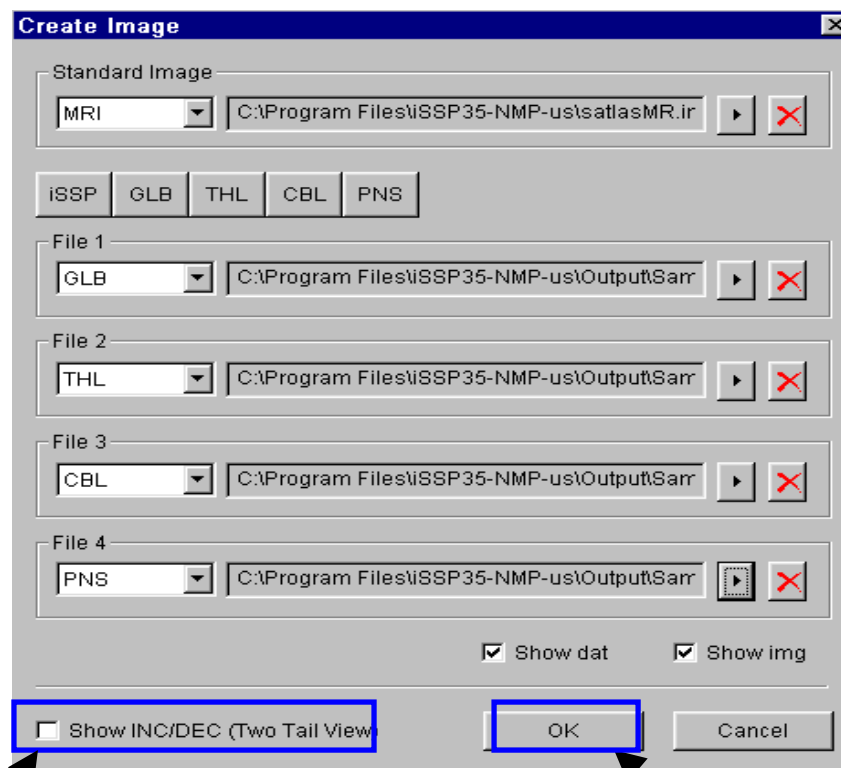 Create Image
Standard Image
MRI C:\Program Files\iSSP35-NMP-us\satlasMR.ir
iSSP GLB THL CBL PNS
File 1
GLB C:\Program Files\iSSP35-NMP-us\Output\Sam
File 2
THL C:\Program Files\iSSP35-NMP-us\Output\Sam
File 3
CBL C:\Program Files\iSSP35-NMP-us\Output\Sam
File 4
PNS C:\Program Files\iSSP35-NMP-us\Output\Sam
Show dat Show img
Show INC/DEC (Two Tail View) OK Cancel